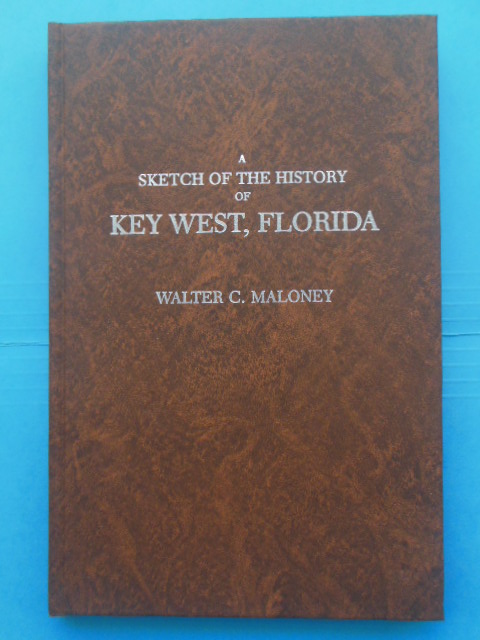 A
SKETCH OF THE HISTORY
OF
KEY WEST, FLORIDA
WALTER C. MALONEY